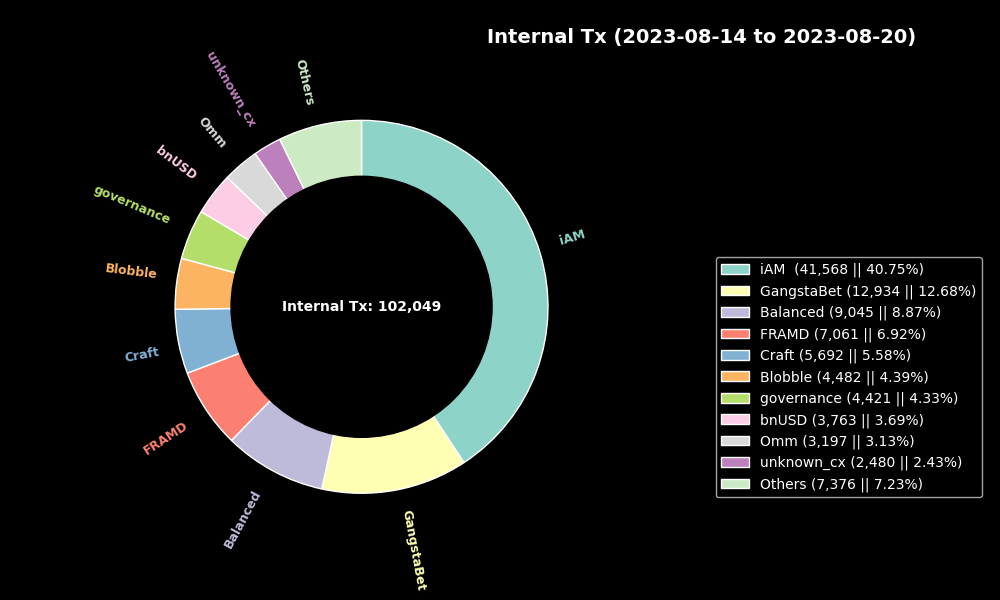 Internal Tx (2023-08-14 to 2023-08-20)
Others
unknown_cx
Omm
bnUSD
governance
Blobble
Craft
FRAMD
Balanced
GangstaBet
iAM
Internal Tx: 102,049
iAM  (41,568 || 40.75%)
GangstaBet (12,934 || 12.68%)
Balanced (9,045 || 8.87%)
FRAMD (7,061 || 6.92%)
Craft (5,692 || 5.58%)
Blobble (4,482 || 4.39%)
governance (4,421 || 4.33%)
bnUSD (3,763 || 3.69%)
Omm (3,197 || 3.13%)
unknown_cx (2,480 || 2.43%)
Others (7,376 || 7.23%)